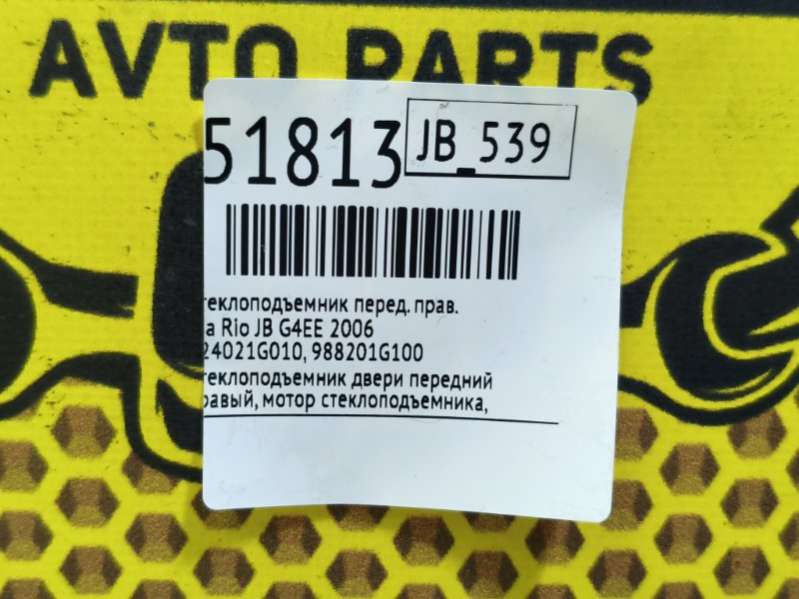 AVTO PARTS
51813 JB_539
теклоподъемник перед. прав.
a Rio JB G4EE 2006
24021G010, 988201G100
теклоподъемник двери передний
равый, мотор стеклоподъемника,